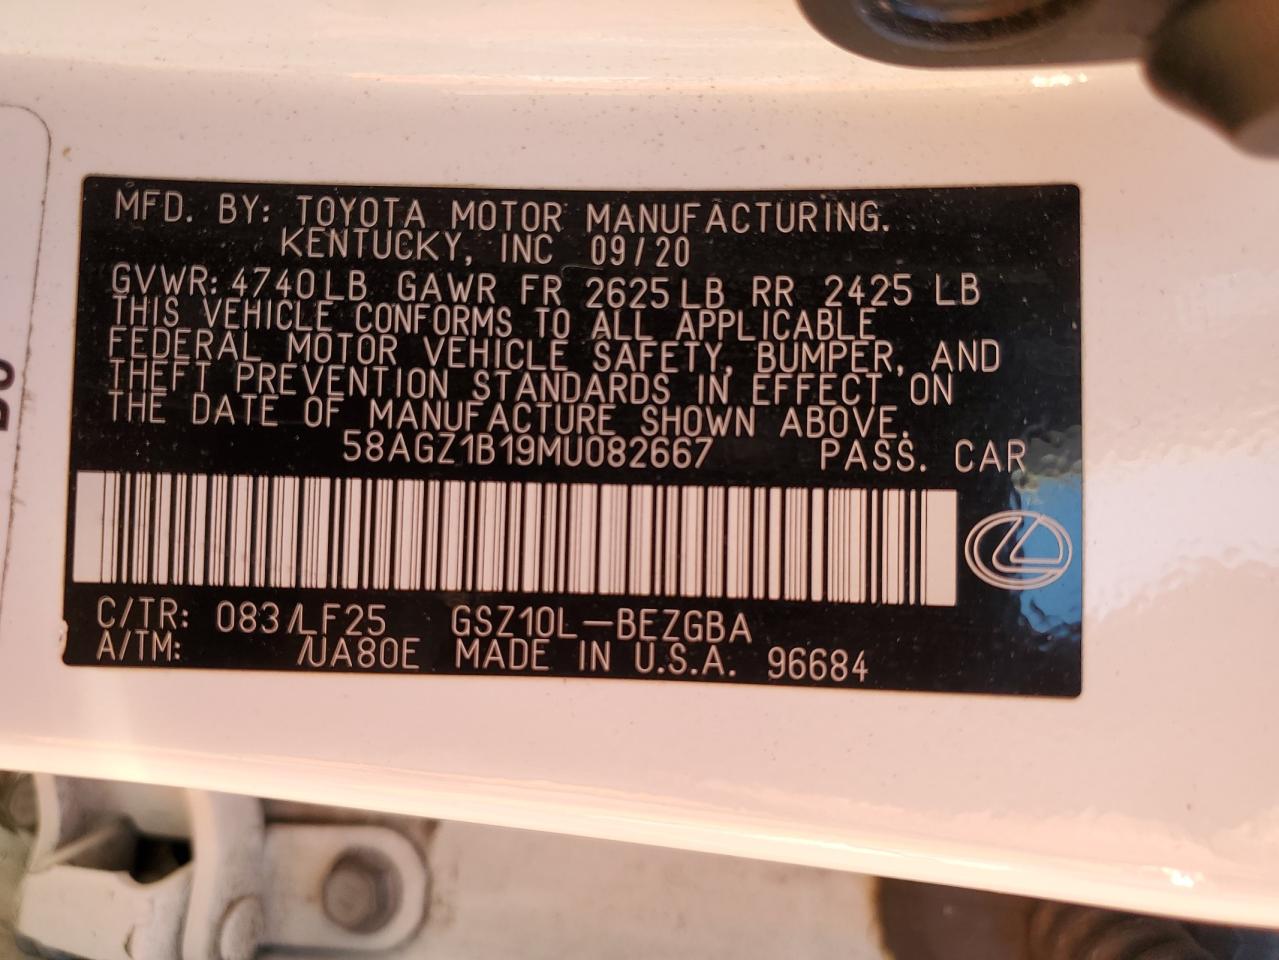 MFD. BY: TOYOTA MOTOR MANUFACTURING.
KENTUCKY, INC 09/20
GVWR: 4740LB GAWR FR 2625LB RR 2425 LB
THIS VEHICLE CONFORMS TO ALL APPLICABLE
FEDERAL MOTOR VEHICLE SAFETY, BUMPER, AND
THEFT PREVENTION STANDARDS IN EFFECT ON
THE DATE OF MANUFACTURE SHOWN ABOVE.
58AGZ1B19MU082667 PASS. CAR
C/TR: 083/LF25 GSZ10L-BEZGBA
A/TM: /UA80E MADE IN U.S.A. 96684